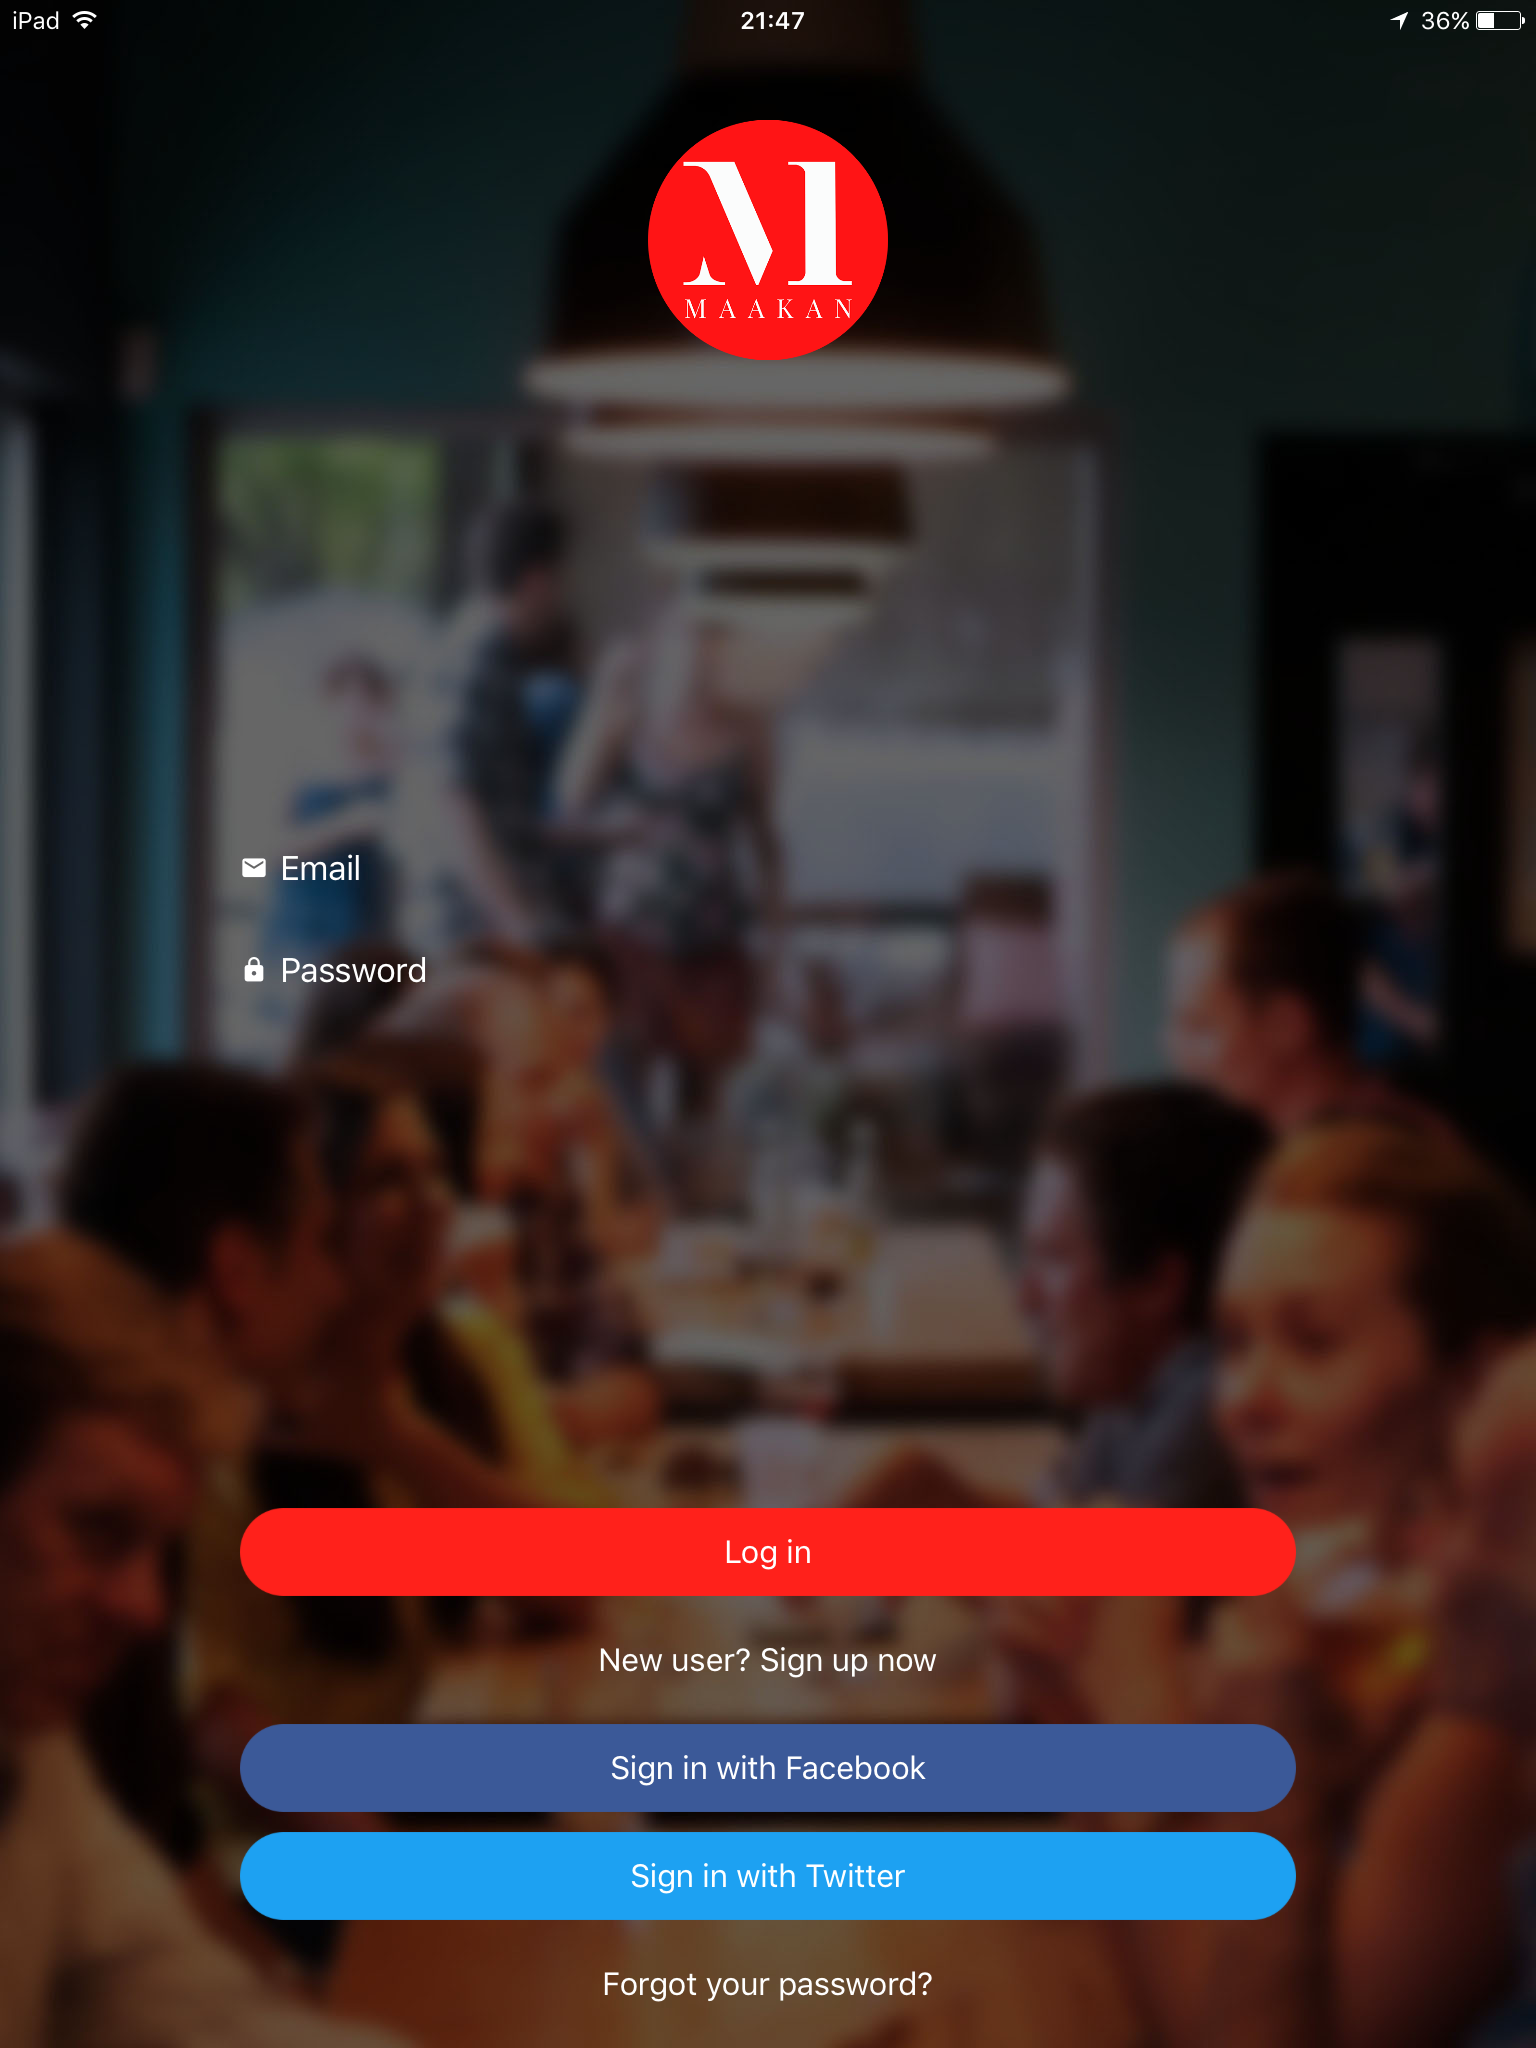 iPad 21:47 36%
M
MAAKAN
Email
Password
Log in
New user? Sign up now
Sign in with Facebook
Sign in with Twitter
Forgot your password?